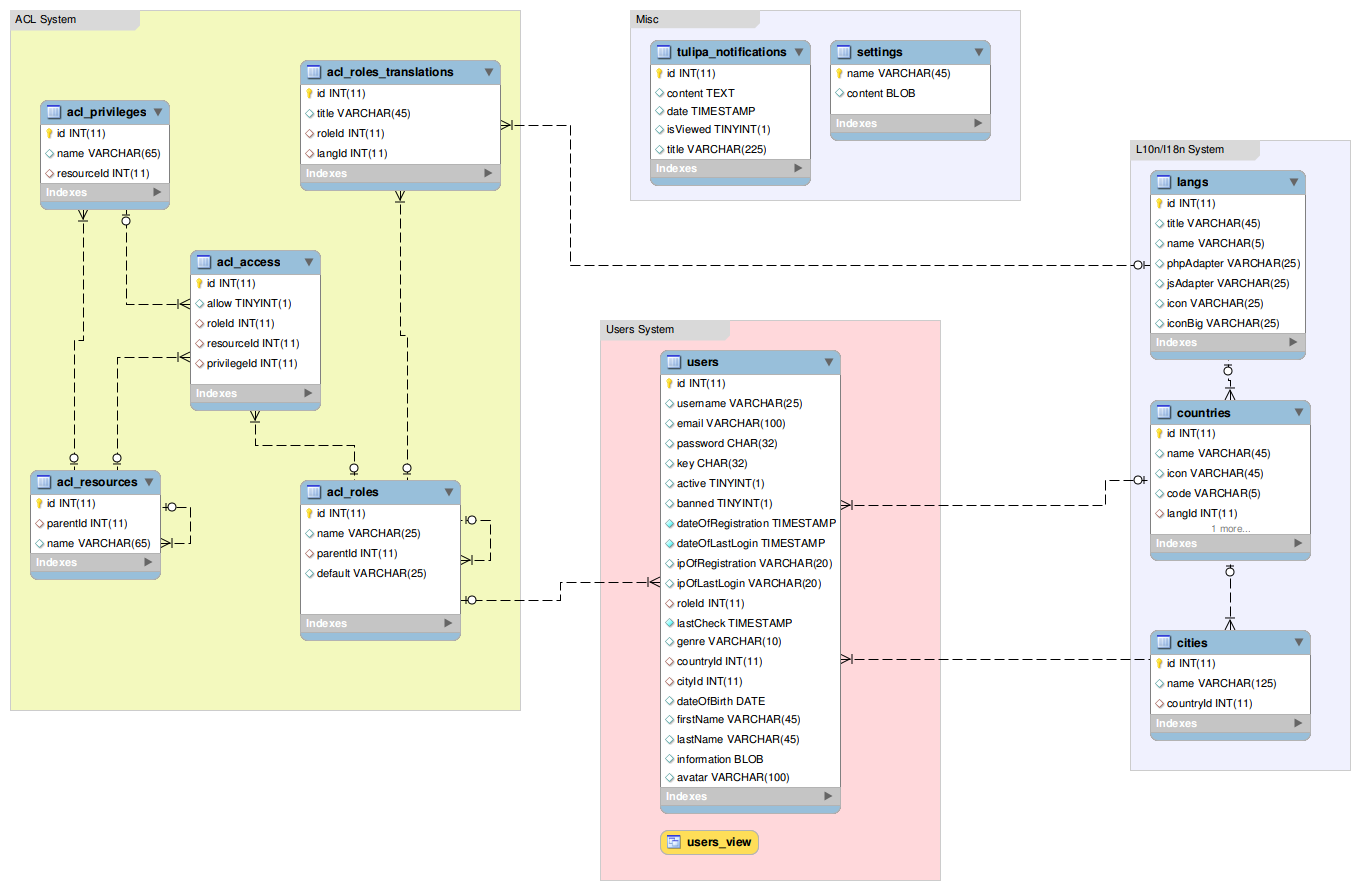 ACL System
acl_privileges
id INT(11)
name VARCHAR(65)
resourceId INT(11)
Indexes
acl_roles_translations
id INT(11)
title VARCHAR(45)
roleId INT(11)
langId INT(11)
Indexes
acl_access
id INT(11)
allow TINYINT(1)
roleId INT(11)
resourceId INT(11)
privilegeId INT(11)
Indexes
acl_resources
id INT(11)
parentId INT(11)
name VARCHAR(65)
Indexes
acl_roles
id INT(11)
name VARCHAR(25)
parentId INT(11)
default VARCHAR(25)
Indexes
Misc
tulipa_notifications
id INT(11)
content TEXT
date TIMESTAMP
isViewed TINYINT(1)
title VARCHAR(225)
Indexes
settings
name VARCHAR(45)
content BLOB
Indexes
Users System
users
id INT(11)
username VARCHAR(25)
email VARCHAR(100)
password CHAR(32)
key CHAR(32)
active TINYINT(1)
banned TINYINT(1)
dateOfRegistration TIMESTAMP
dateOfLastLogin TIMESTAMP
ipOfRegistration VARCHAR(20)
ipOfLastLogin VARCHAR(20)
roleId INT(11)
lastCheck TIMESTAMP
genre VARCHAR(10)
countryId INT(11)
cityId INT(11)
dateOfBirth DATE
firstName VARCHAR(45)
lastName VARCHAR(45)
information BLOB
avatar VARCHAR(100)
Indexes
users_view
L10n/I18n System
langs
id INT(11)
title VARCHAR(45)
name VARCHAR(5)
phpAdapter VARCHAR(25)
jsAdapter VARCHAR(25)
icon VARCHAR(25)
iconBig VARCHAR(25)
Indexes
countries
id INT(11)
name VARCHAR(45)
icon VARCHAR(45)
code VARCHAR(5)
langId INT(11)
1 more...
Indexes
cities
id INT(11)
name VARCHAR(125)
countryId INT(11)
Indexes